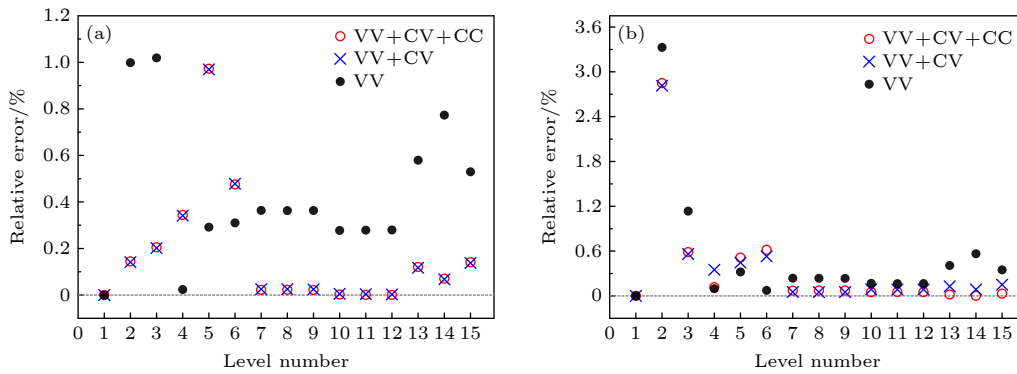 (a)
VV+CV+CC
VV+CV
VV
1.2
1.0
0.8
0.6
0.4
0.2
0
Relative error/%
0 1 2 3 4 5 6 7 8 9 10 11 12 13 14 15
Level number
(b)
VV+CV+CC
VV+CV
VV
3.6
3.0
2.4
1.8
1.2
0.6
0
Relative error/%
0 1 2 3 4 5 6 7 8 9 10 11 12 13 14 15
Level number